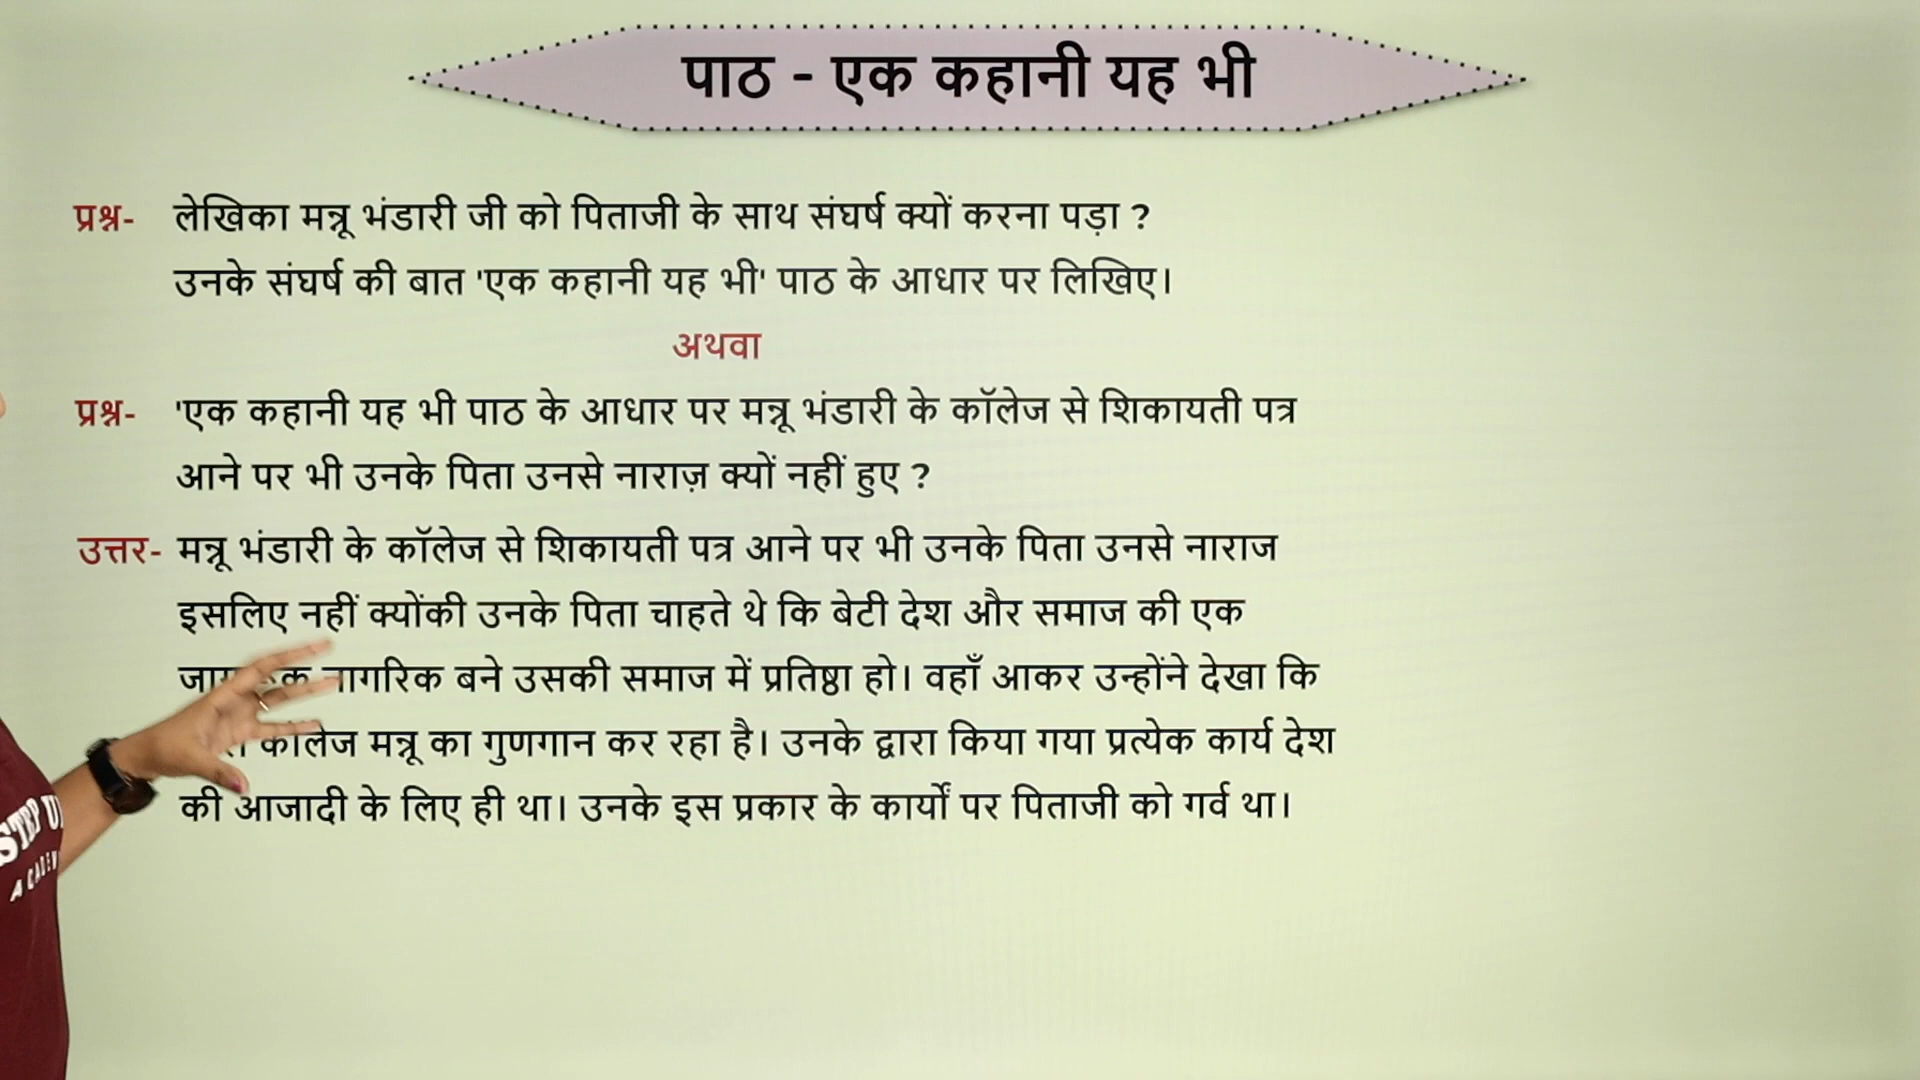 पाठ - एक कहानी यह भी
प्रश्न- लेखिका मन्नू भंडारी जी को पिताजी के साथ संघर्ष क्यों करना पड़ा ?
उनके संघर्ष की बात 'एक कहानी यह भी' पाठ के आधार पर लिखिए।
अथवा
प्रश्न- 'एक कहानी यह भी पाठ के आधार पर मन्नू भंडारी के कॉलेज से शिकायती पत्र
आने पर भी उनके पिता उनसे नाराज़ क्यों नहीं हुए ?
उत्तर- मन्नू भंडारी के कॉलेज से शिकायती पत्र आने पर भी उनके पिता उनसे नाराज
इसलिए नहीं क्योंकी उनके पिता चाहते थे कि बेटी देश और समाज की एक
नागरिक बने उसकी समाज में प्रतिष्ठा हो। वहाँ आकर उन्होंने देखा कि
कॉलेज मन्नू का गुणगान कर रहा है। उनके द्वारा किया गया प्रत्येक कार्य देश
की आजादी के लिए ही था। उनके इस प्रकार के कार्यों पर पिताजी को गर्व था।
STEP U
ACADEM